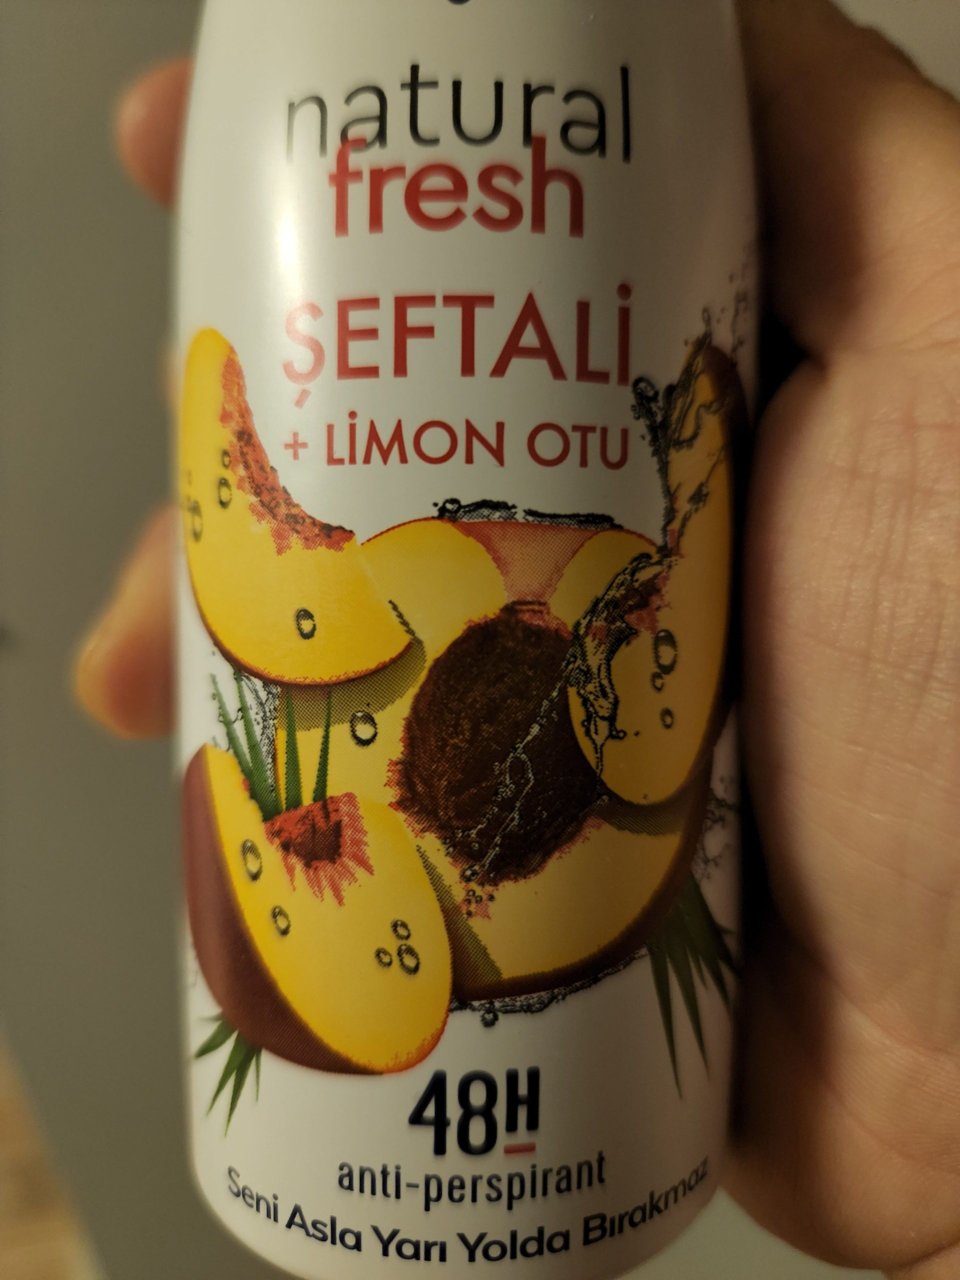 natural
fresh
ŞEFTALİ
+ LİMON OTU
48H
anti-perspirant
Seni Asla Yarı Yolda Bırakmaz